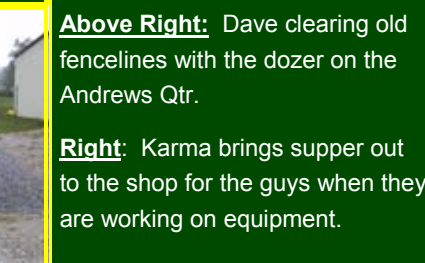 Above Right:  Dave clearing old
fencelines with the dozer on the
Andrews Qtr.
Right:  Karma brings supper out
to the shop for the guys when they
are working on equipment.